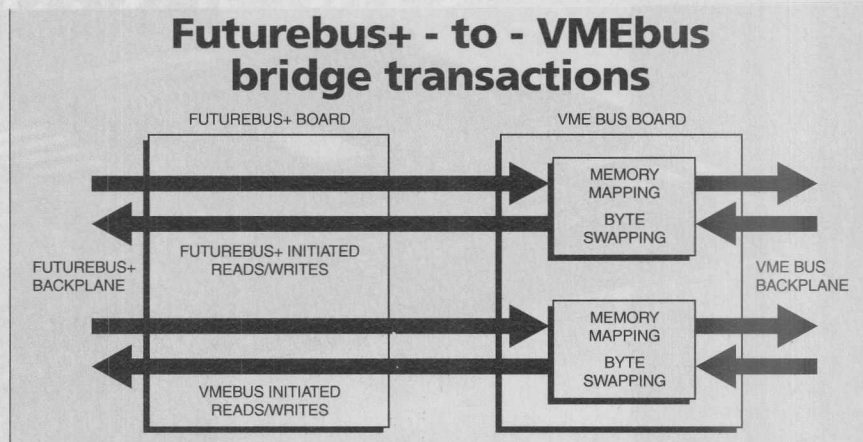 Futurebus+ - to - VMEbus
bridge transactions
FUTUREBUS+ BOARD
VME BUS BOARD
MEMORY
MAPPING
BYTE
SWAPPING
FUTUREBUS+ INITIATED
READS/WRITES
FUTUREBUS+
BACKPLANE
VME BUS
BACKPLANE
MEMORY
MAPPING
BYTE
SWAPPING
VMEBUS INITIATED
READS/WRITES